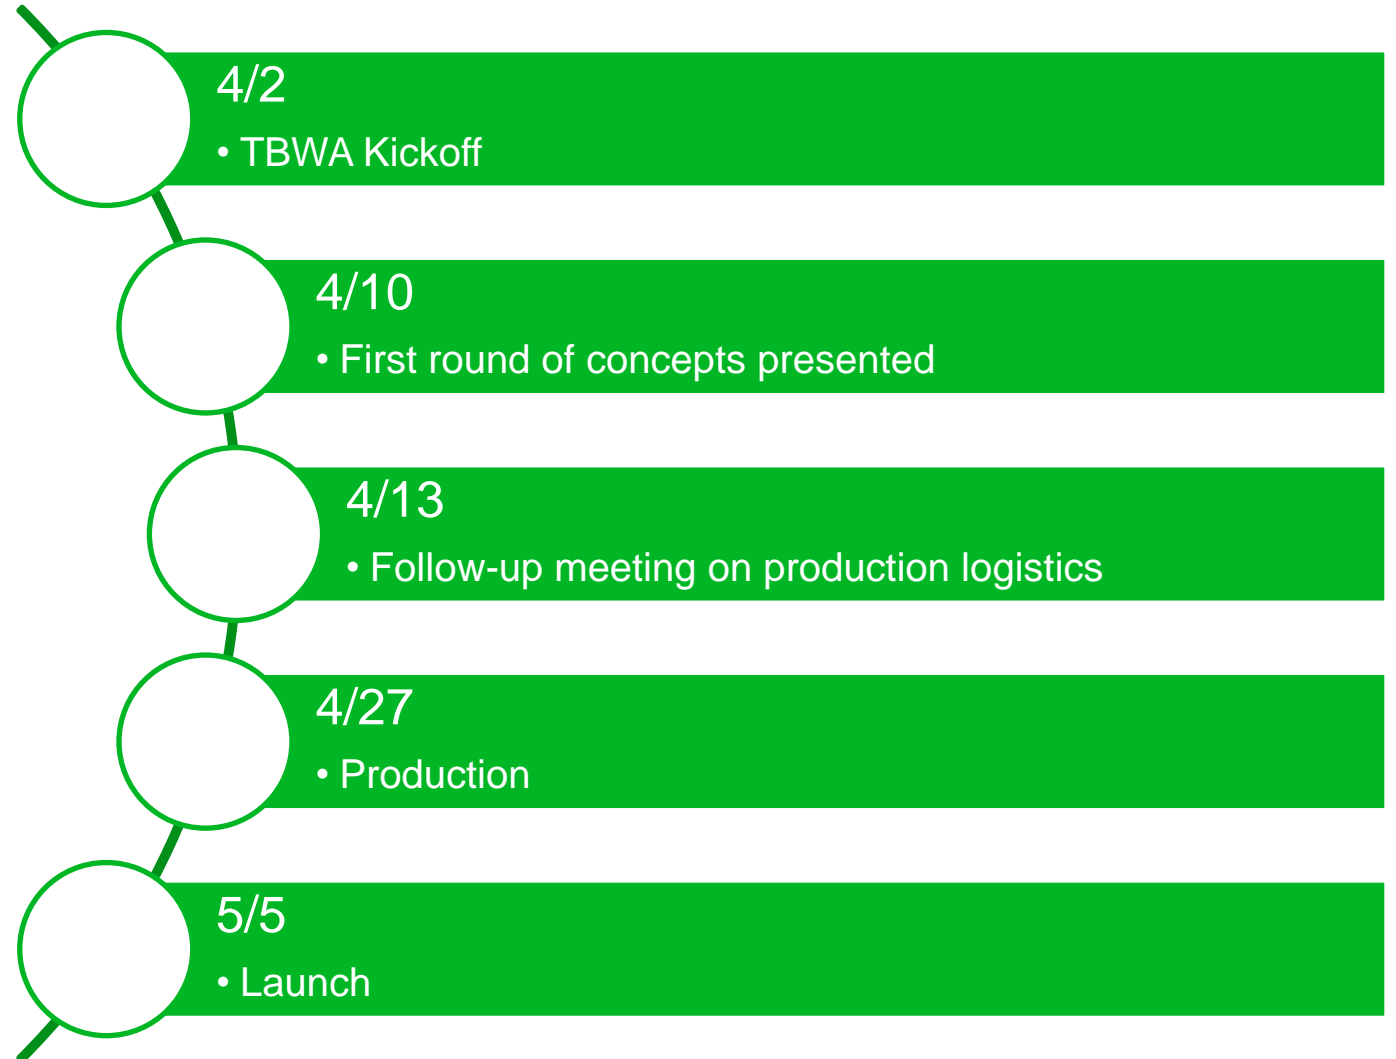 4/2
• TBWA Kickoff
4/10
• First round of concepts presented
4/13
• Follow-up meeting on production logistics
4/27
• Production
5/5
• Launch